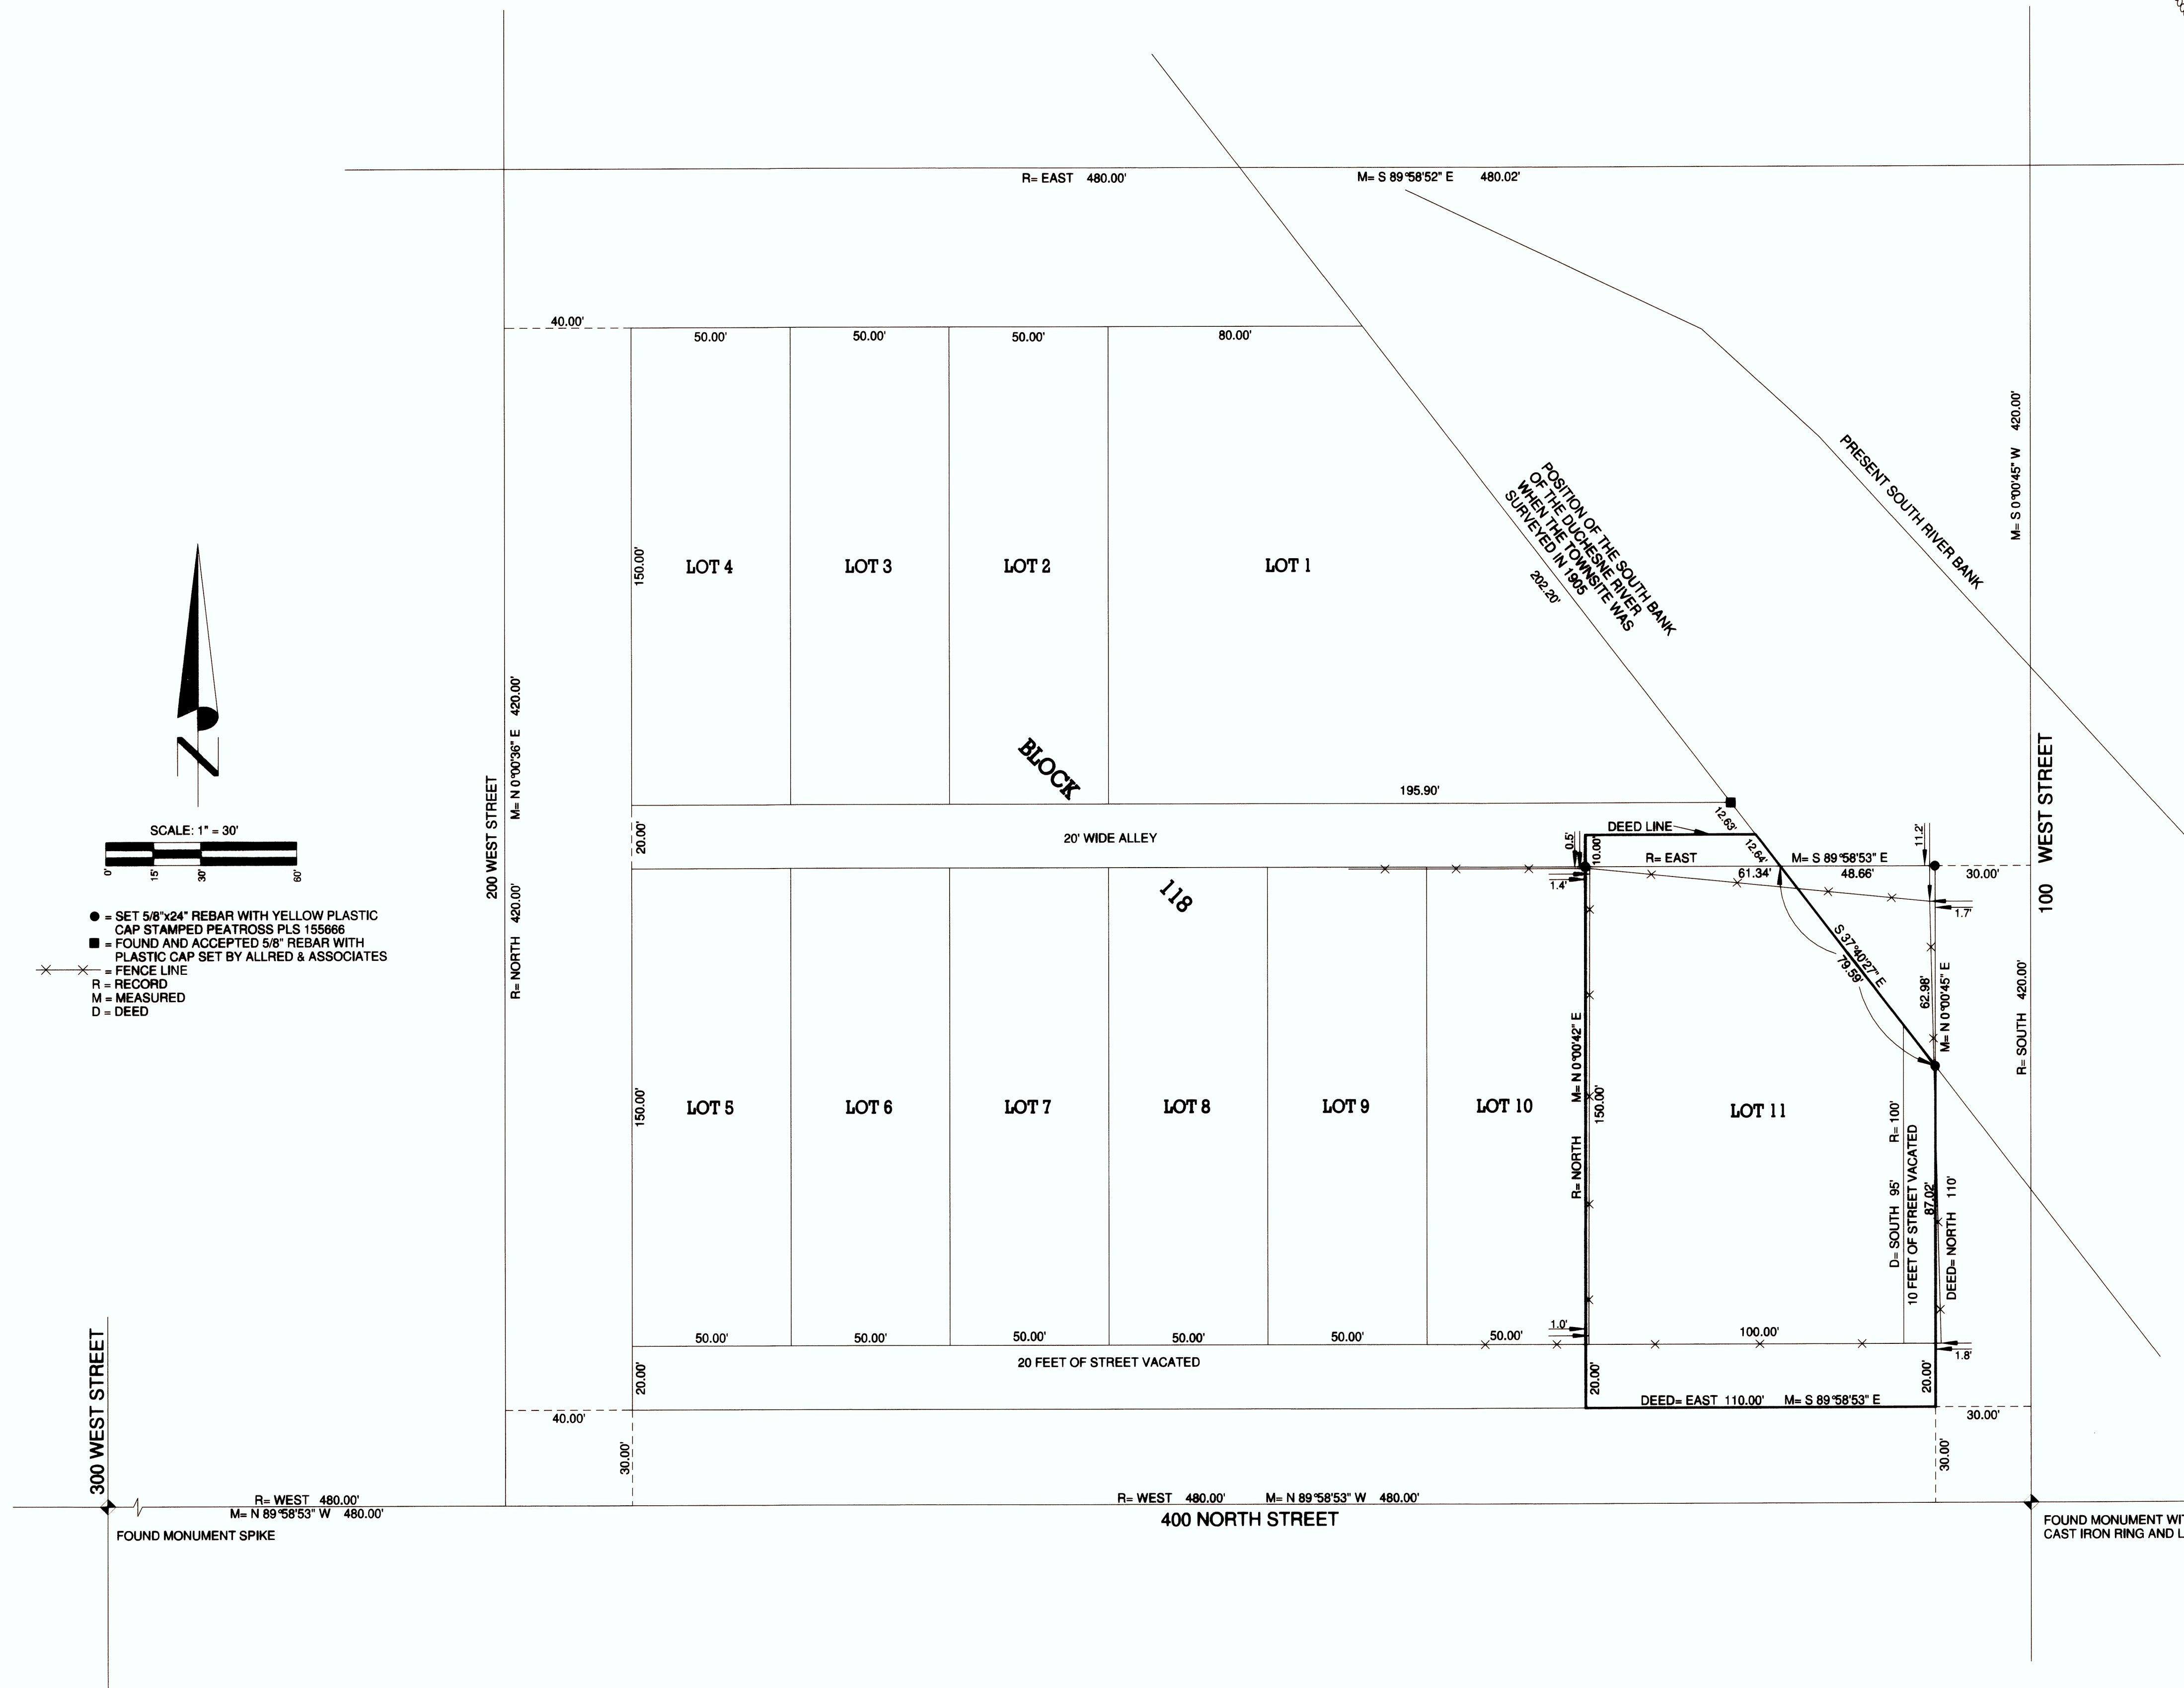 R= EAST 480.00'
M= S 89°58'52" E 480.02'
40.00'
50.00'
50.00'
50.00'
80.00'
M= S 0°00'45" W 420.00'
PRESENT SOUTH RIVER BANK
POSITION OF THE SOUTH BANK
OF THE DUCHESNE RIVER
WHEN THE TOWNSITE WAS
SURVEYED IN 1905
202.20'
150.00'
LOT 4
LOT 3
LOT 2
LOT 1
N
SCALE: 1" = 30'
0'
15'
30'
60'
= SET 5/8"x24" REBAR WITH YELLOW PLASTIC
CAP STAMPED PEATROSS PLS 155666
= FOUND AND ACCEPTED 5/8" REBAR WITH
PLASTIC CAP SET BY ALLRED & ASSOCIATES
= FENCE LINE
R = RECORD
M = MEASURED
D = DEED
200 WEST STREET
M= N 0°00'36" E 420.00'
R= NORTH 420.00'
BLOCK
118
195.90'
20.00'
20' WIDE ALLEY
DEED LINE
12.63'
12.64'
0.5'
10.00'
1.4'
R= EAST
M= S 89°58'53" E
61.34'
48.66'
11.2'
30.00'
1.7'
100 WEST STREET
S 37°40'27" E
79.59'
62.98'
M= N 0°00'45" E
R= SOUTH 420.00'
150.00'
LOT 5
LOT 6
LOT 7
LOT 8
LOT 9
LOT 10
R= NORTH M= N 0°00'42" E
150.00'
LOT 11
D= SOUTH 95' R= 100'
10 FEET OF STREET VACATED
87.02'
DEED= NORTH 110'
50.00'
50.00'
50.00'
50.00'
50.00'
50.00'
1.0'
100.00'
1.8'
20.00'
20 FEET OF STREET VACATED
20.00'
20.00'
DEED= EAST 110.00' M= S 89°58'53" E
40.00'
30.00'
30.00'
30.00'
300 WEST STREET
R= WEST 480.00'
M= N 89°58'53" W 480.00'
FOUND MONUMENT SPIKE
R= WEST 480.00' M= N 89°58'53" W 480.00'
400 NORTH STREET
FOUND MONUMENT WI
CAST IRON RING AND L